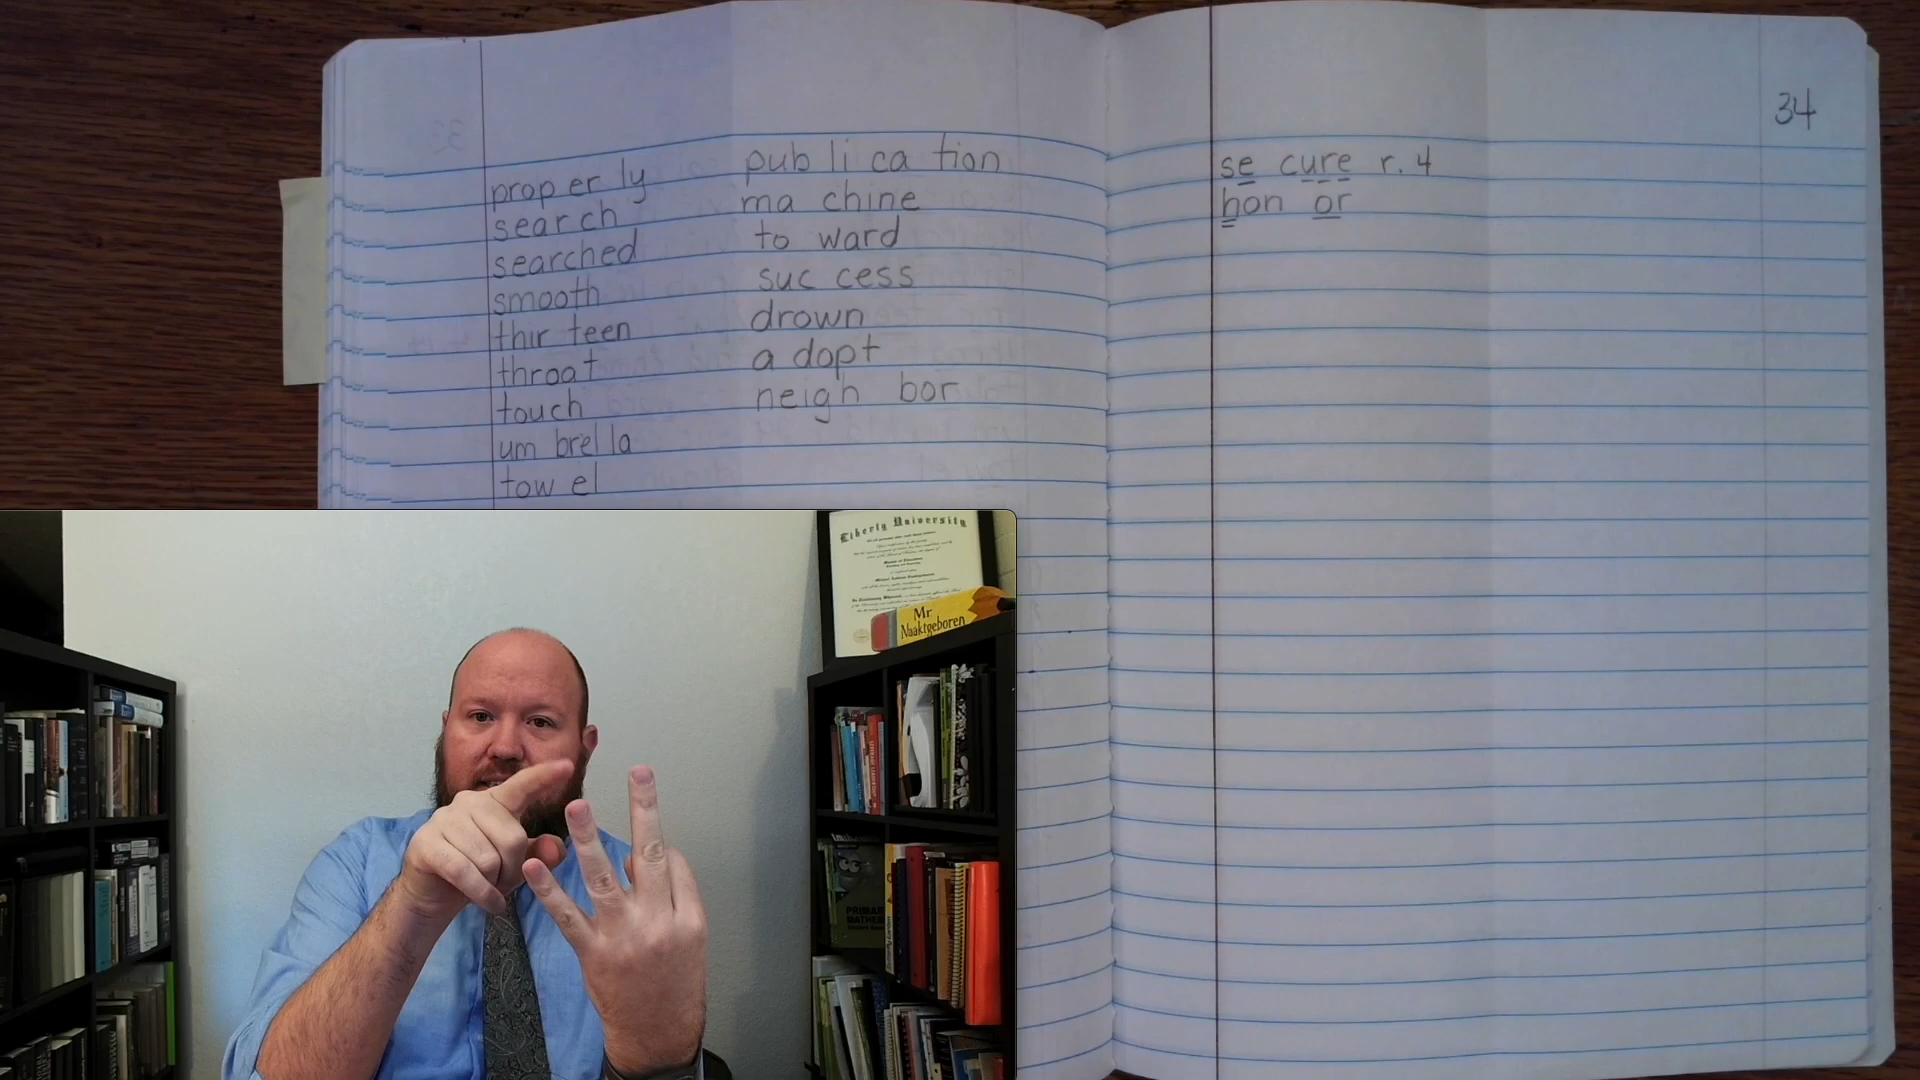 34
prop er ly
search
searched
smooth
thir teen
throat
touch
um brel la
tow el
pub li ca tion
ma chine
to ward
suc cess
drown
a dopt
neigh bor
se cure r. 4
hon or
Liberty University
Mr.
Naaktgeboren
PRIMAR
MATHE